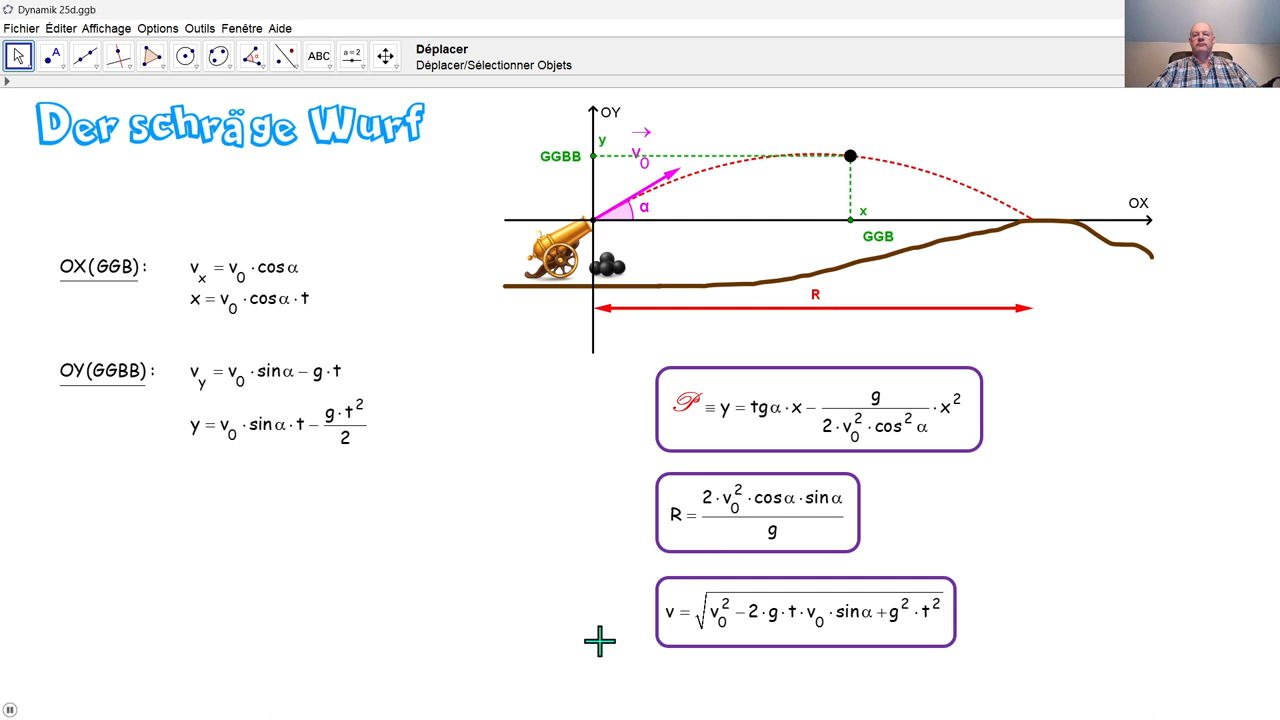 Dynamik 25d.ggb
Fichier Éditer Affichage Options Outils Fenêtre Aide
A
ABC
a=2
Déplacer
Déplacer/Sélectionner Objets
Der schräge Wurf
OY
y
GGBB
v₀
α
x
GGB
OX
R
OX(GGB): vₓ = v₀ · cos α
x = v₀ · cos α · t
OY(GGBB): v_y = v₀ · sin α − g · t
y = v₀ · sin α · t − g · t² / 2
𝒫 ≡ y = tg α · x − g / (2 · v₀² · cos² α) · x²
R = 2 · v₀² · cos α · sin α / g
v = √(v₀² − 2 · g · t · v₀ · sin α + g² · t²)